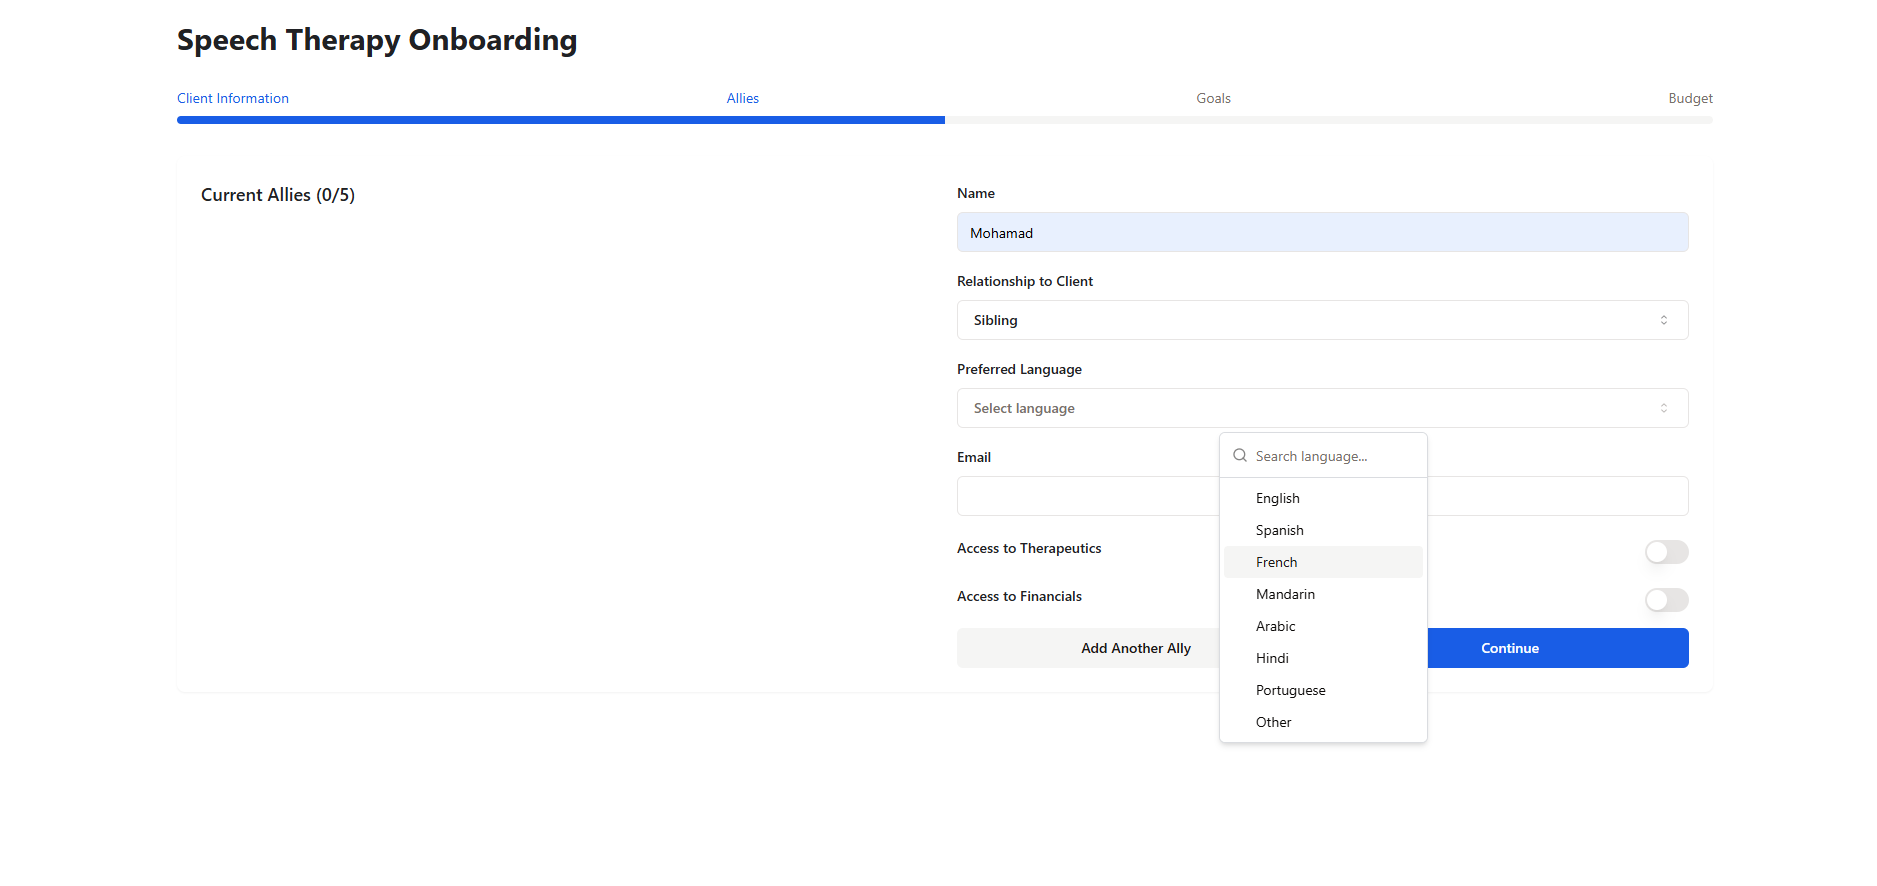 Speech Therapy Onboarding
Client Information
Allies
Goals
Budget
Current Allies (0/5)
Name
Mohamad
Relationship to Client
Sibling
Preferred Language
Select language
Email
Search language...
English
Spanish
French
Mandarin
Arabic
Hindi
Portuguese
Other
Access to Therapeutics
Access to Financials
Add Another Ally
Continue